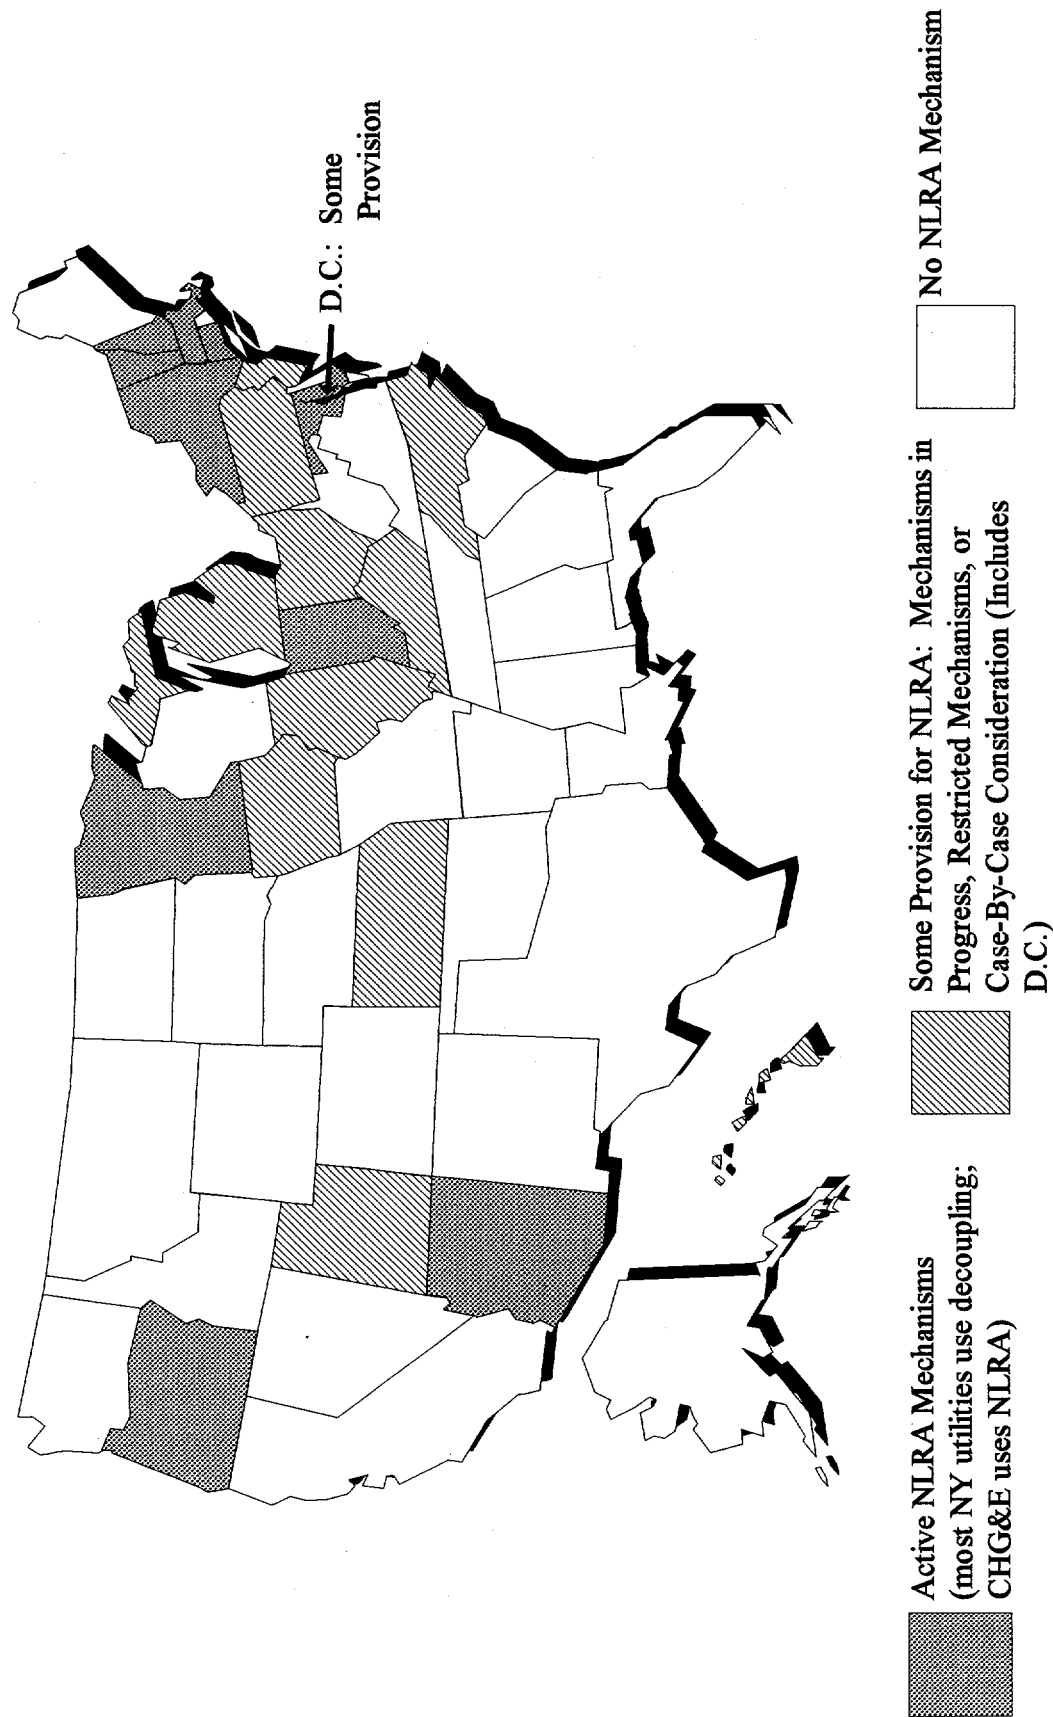 D.C.: Some
Provision
Active NLRA Mechanisms
(most NY utilities use decoupling;
CHG&E uses NLRA)
Some Provision for NLRA: Mechanisms in
Progress, Restricted Mechanisms, or
Case-By-Case Consideration (Includes
D.C.)
No NLRA Mechanism